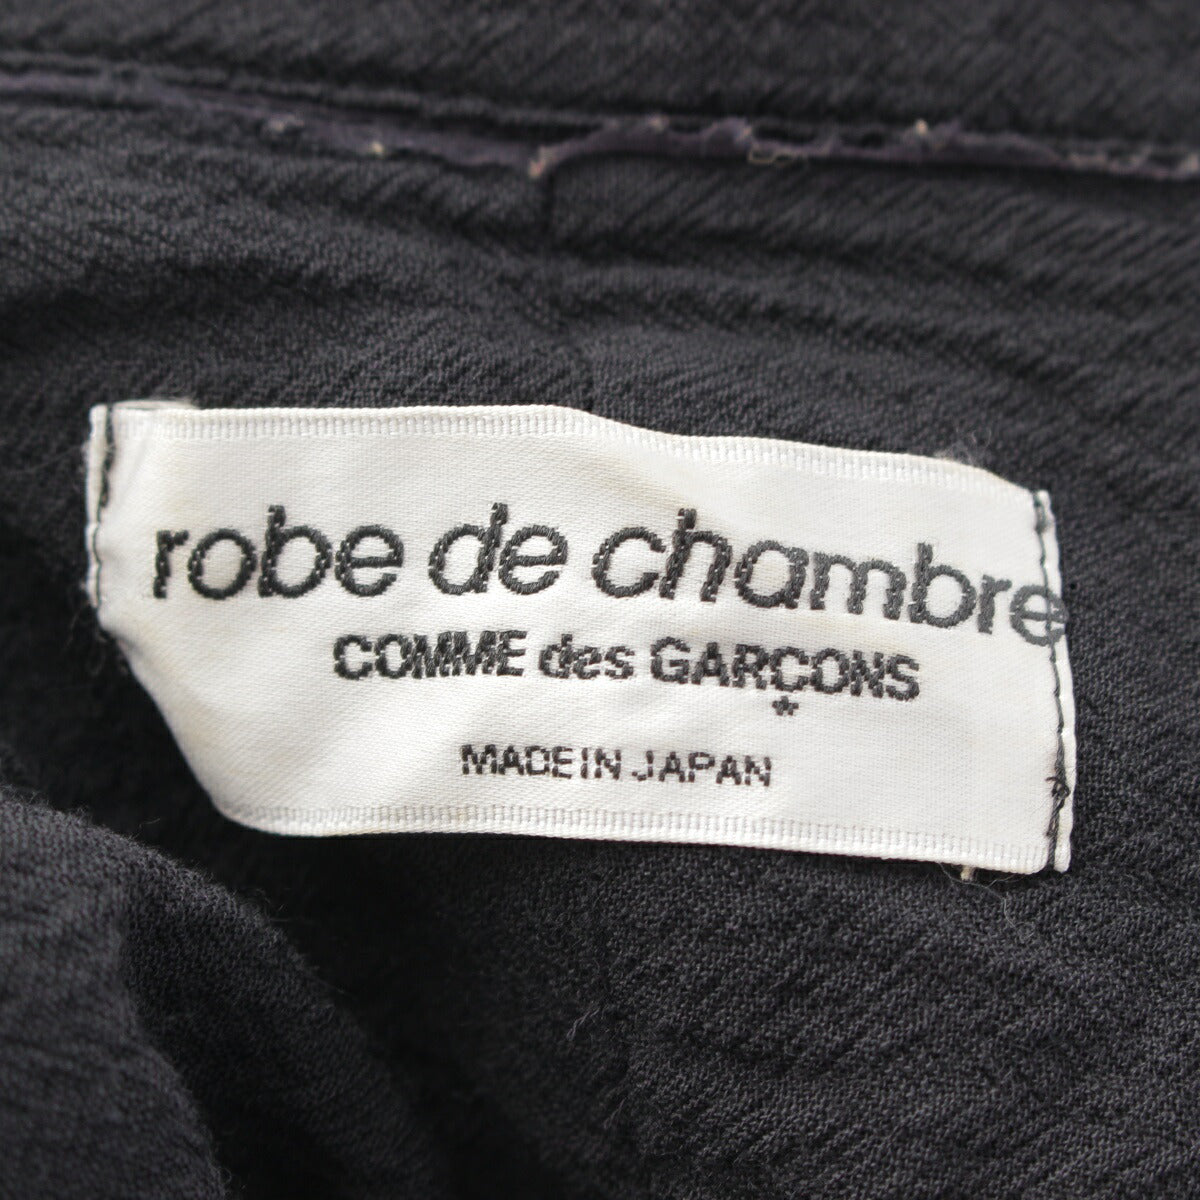 robe de chambre
COMME des GARÇONS
*
MADE IN JAPAN